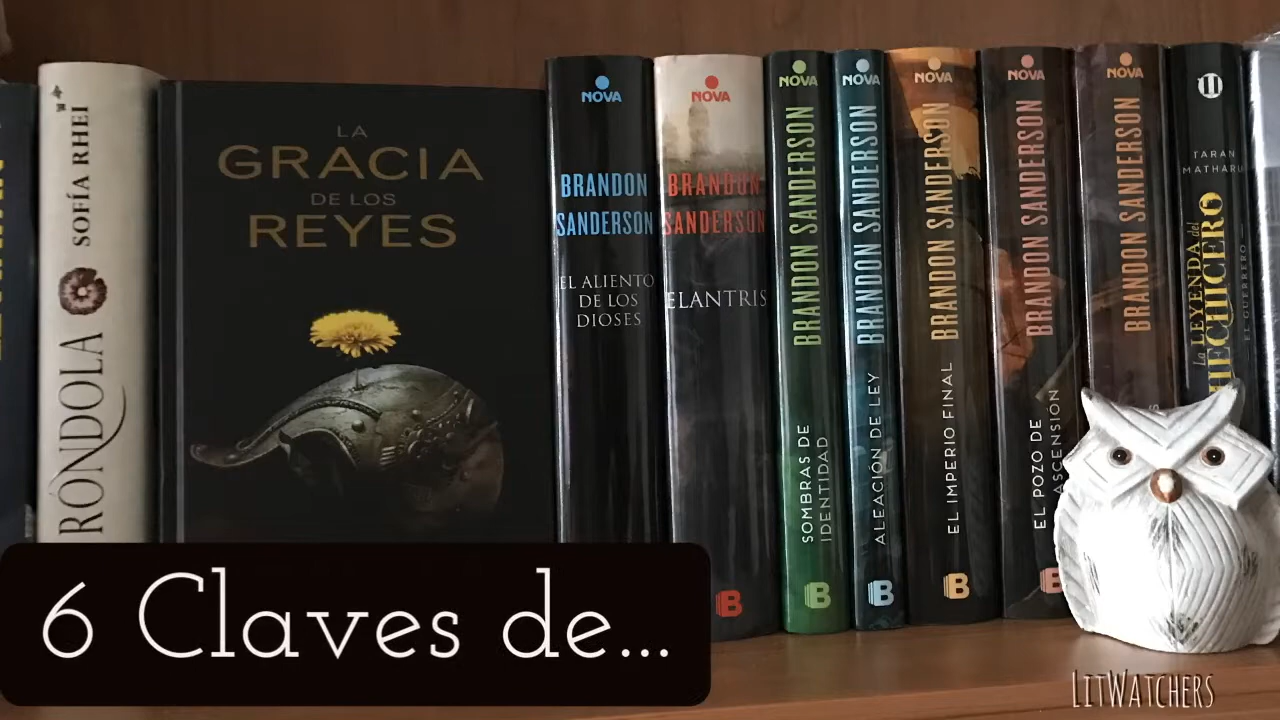 SOFÍA RHEI
RÓNDOLA
LA
GRACIA
DE LOS
REYES
NOVA
BRANDON
SANDERSON
EL ALIENTO
DE LOS
DIOSES
NOVA
BRANDON
SANDERSON
ELANTRIS
B
NOVA
BRANDON SANDERSON
SOMBRAS DE
IDENTIDAD
B
NOVA
BRANDON SANDERSON
ALEACIÓN DE LEY
B
NOVA
BRANDON SANDERSON
EL IMPERIO FINAL
B
NOVA
BRANDON SANDERSON
EL POZO DE
ASCENSIÓN
B
NOVA
BRANDON SANDERSON
TARAN
MATHARU
La LEYENDA del
HECHICERO
EL GUERRERO
6 Claves de...
LITWATCHERS